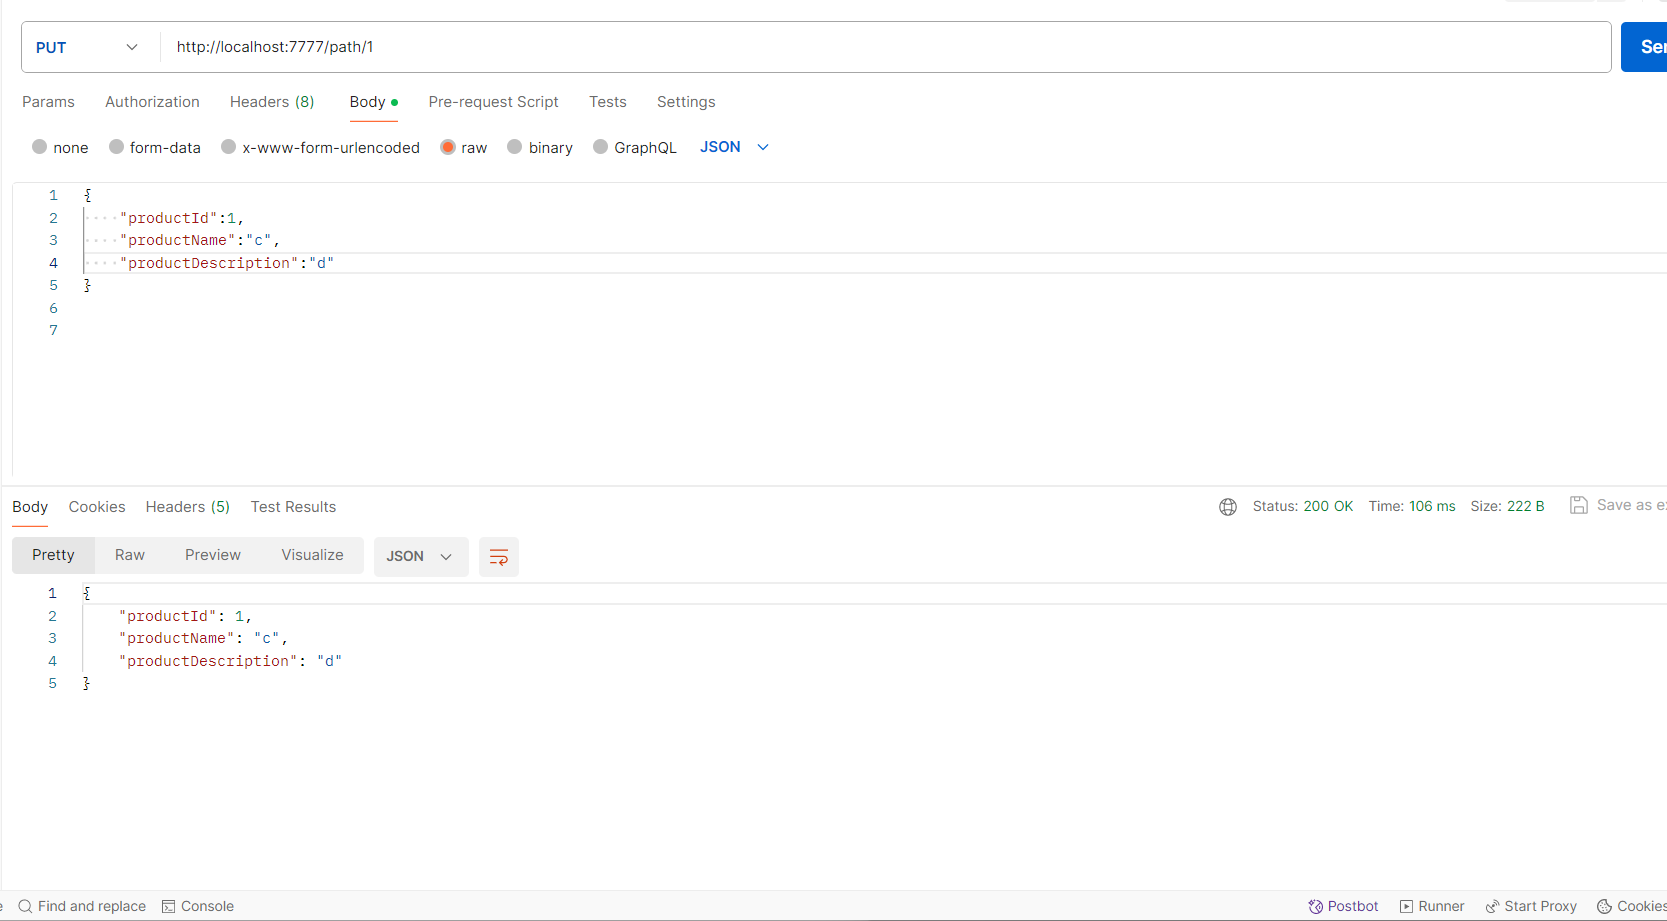 PUT http://localhost:7777/path/1
Params Authorization Headers (8) Body Pre-request Script Tests Settings
none form-data x-www-form-urlencoded raw binary GraphQL JSON
1 {
2 "productId":1,
3 "productName":"c",
4 "productDescription":"d"
5 }
6
7
Body Cookies Headers (5) Test Results Status: 200 OK Time: 106 ms Size: 222 B Save as
Pretty Raw Preview Visualize JSON
1 {
2 "productId": 1,
3 "productName": "c",
4 "productDescription": "d"
5 }
Find and replace Console Postbot Runner Start Proxy Cookies